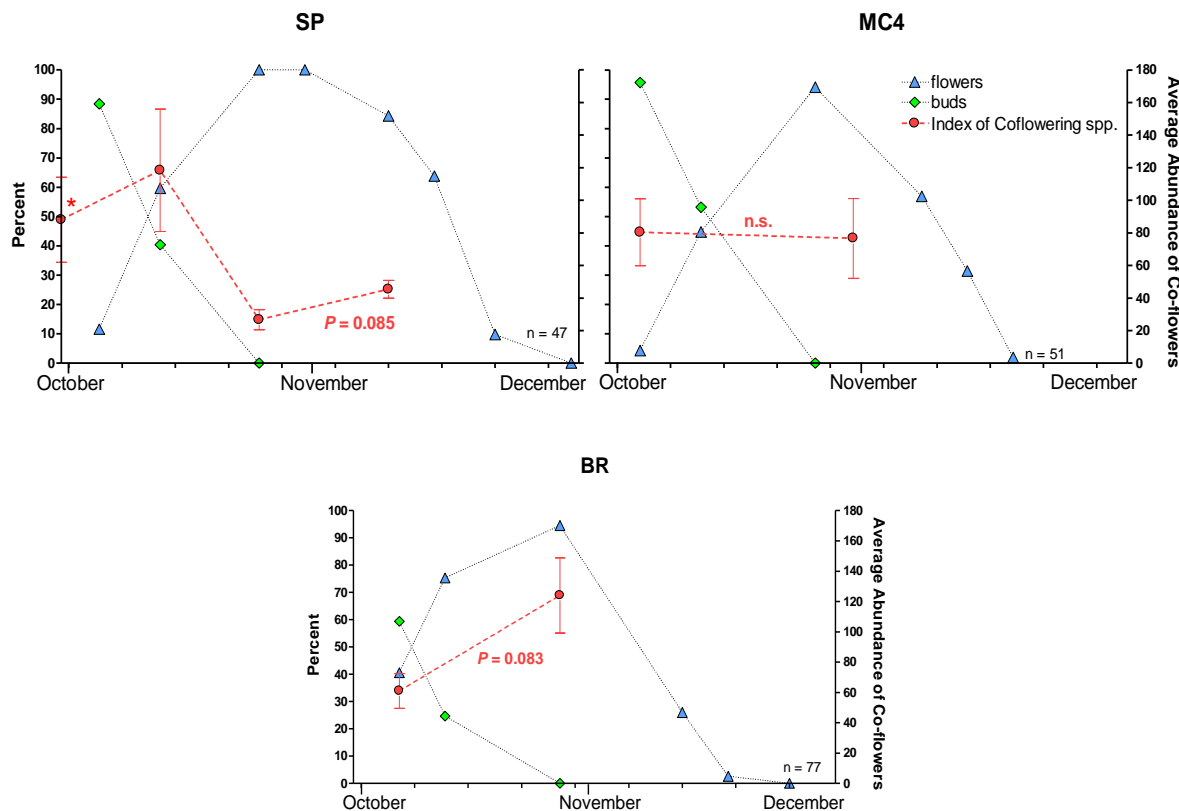 SP
MC4
100
90
80
70
60
50
40
30
20
10
0
Percent
*
P = 0.085
n = 47
October
November
December
flowers
buds
Index of Coflowering spp.
n.s.
n = 51
180
160
140
120
100
80
60
40
20
0
Average Abundance of Co-flowers
October
November
December
BR
100
90
80
70
60
50
40
30
20
10
0
Percent
P = 0.083
n = 77
180
160
140
120
100
80
60
40
20
0
Average Abundance of Co-flowers
October
November
December